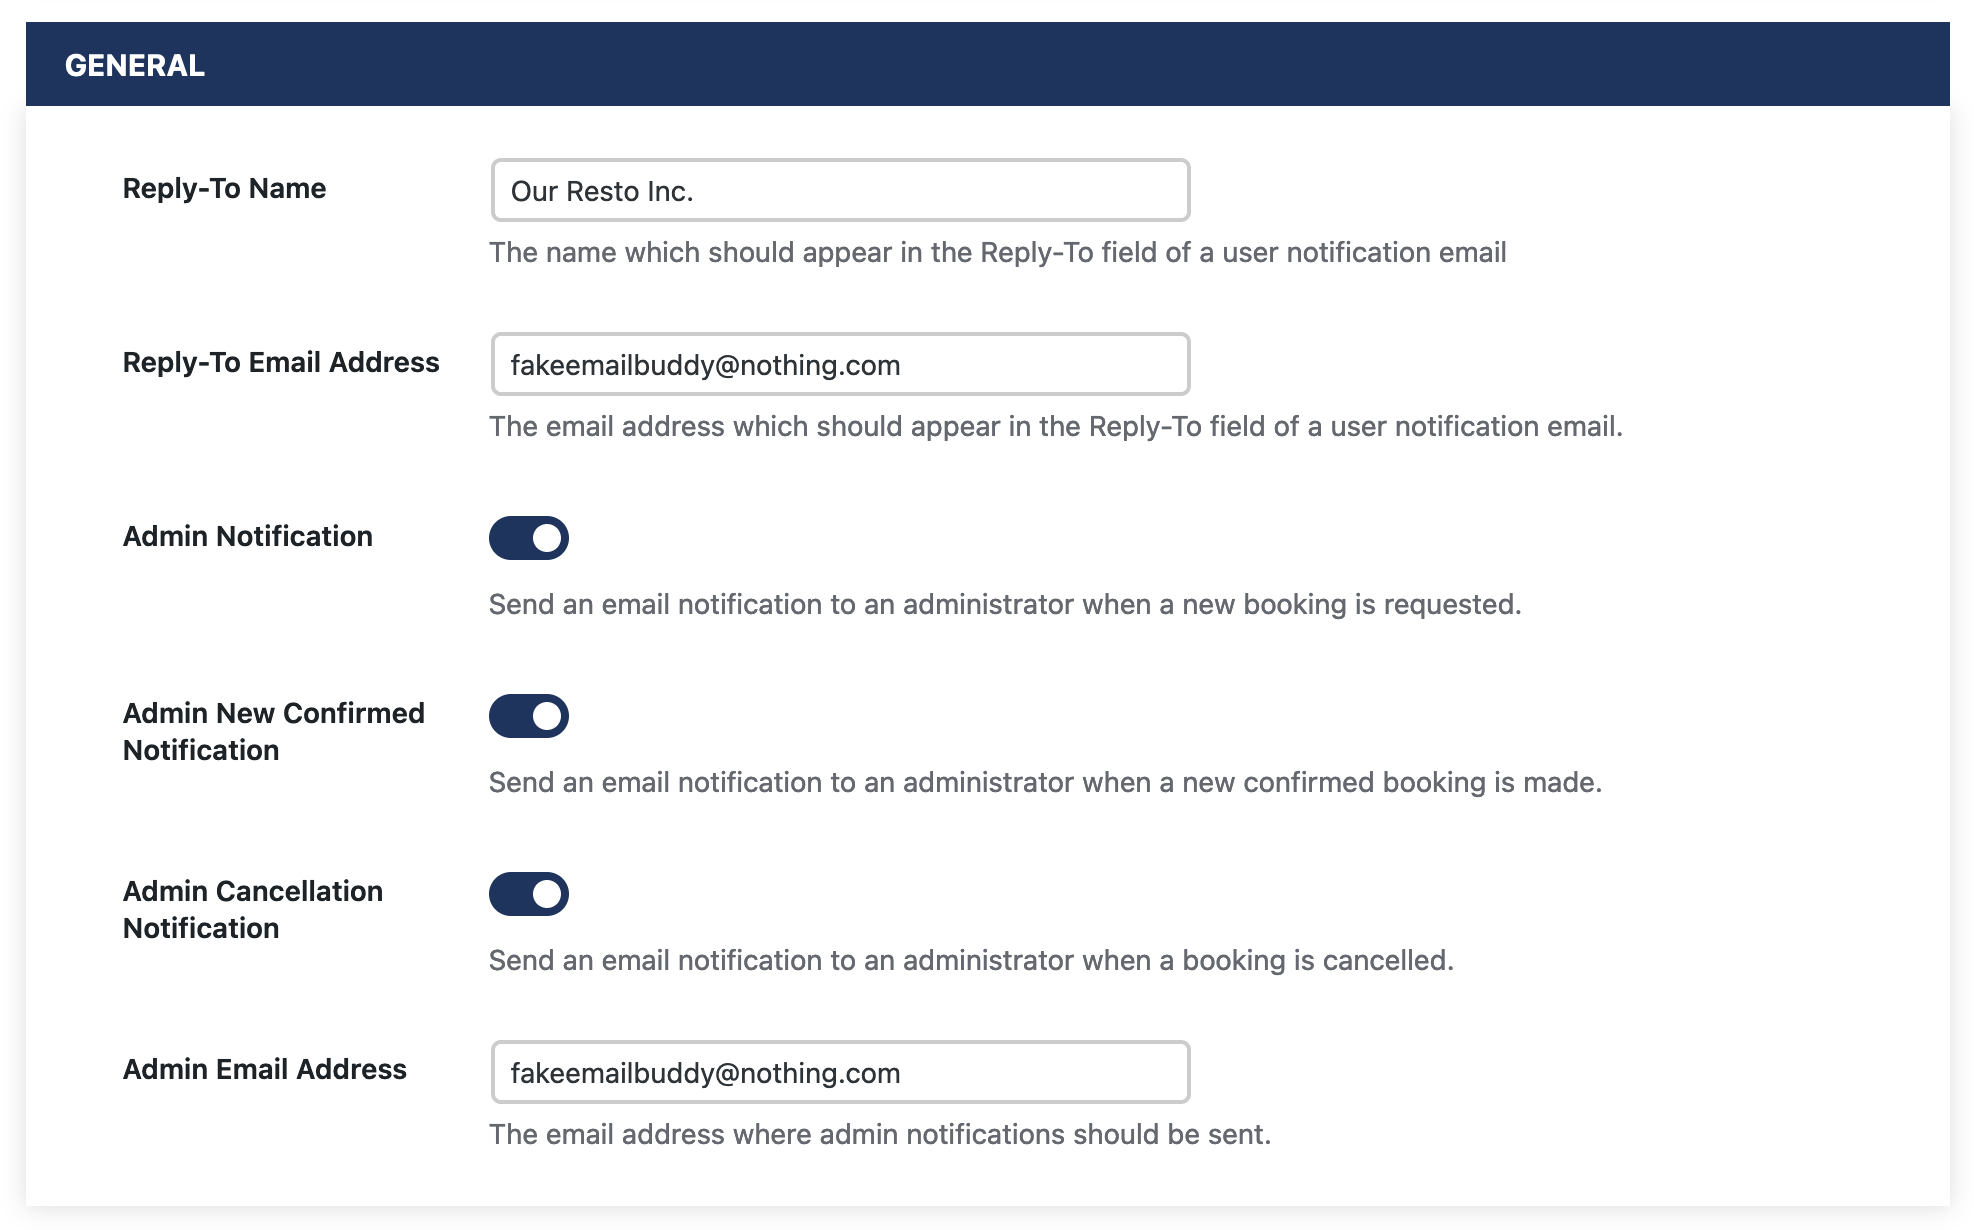 GENERAL
Reply-To Name
Our Resto Inc.
The name which should appear in the Reply-To field of a user notification email
Reply-To Email Address
fakeemailbuddy@nothing.com
The email address which should appear in the Reply-To field of a user notification email.
Admin Notification
Send an email notification to an administrator when a new booking is requested.
Admin New Confirmed
Notification
Send an email notification to an administrator when a new confirmed booking is made.
Admin Cancellation
Notification
Send an email notification to an administrator when a booking is cancelled.
Admin Email Address
fakeemailbuddy@nothing.com
The email address where admin notifications should be sent.